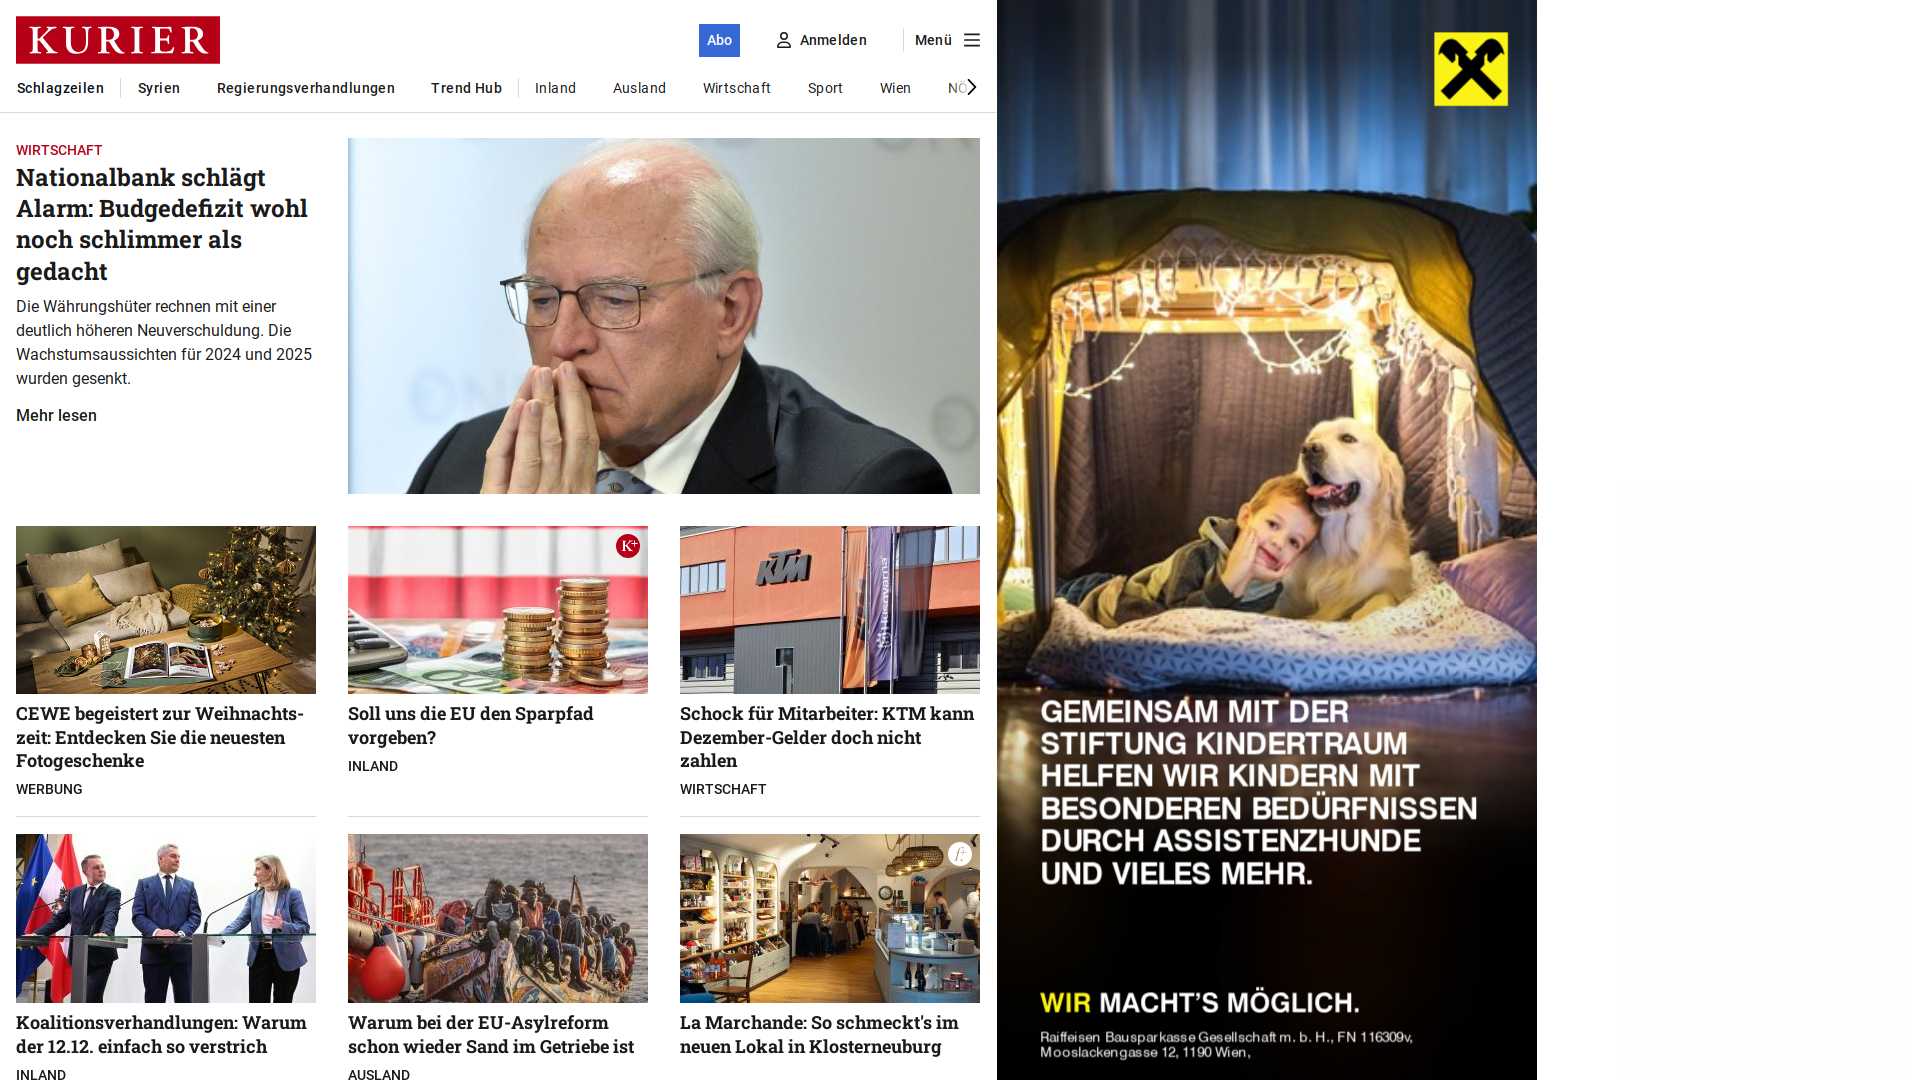 KURIER
Abo
Anmelden
Menü
Schlagzeilen
Syrien
Regierungsverhandlungen
Trend Hub
Inland
Ausland
Wirtschaft
Sport
Wien
NÖ
WIRTSCHAFT
Nationalbank schlägt
Alarm: Budgedefizit wohl
noch schlimmer als
gedacht
Die Währungshüter rechnen mit einer
deutlich höheren Neuverschuldung. Die
Wachstumsaussichten für 2024 und 2025
wurden gesenkt.
Mehr lesen
K+
KTM
Husqvarna
CEWE begeistert zur Weihnachts-
zeit: Entdecken Sie die neuesten
Fotogeschenke
WERBUNG
Soll uns die EU den Sparpfad
vorgeben?
INLAND
Schock für Mitarbeiter: KTM kann
Dezember-Gelder doch nicht
zahlen
WIRTSCHAFT
Koalitionsverhandlungen: Warum
der 12.12. einfach so verstrich
INLAND
Warum bei der EU-Asylreform
schon wieder Sand im Getriebe ist
AUSLAND
La Marchande: So schmeckt's im
neuen Lokal in Klosterneuburg
GEMEINSAM MIT DER
STIFTUNG KINDERTRAUM
HELFEN WIR KINDERN MIT
BESONDEREN BEDÜRFNISSEN
DURCH ASSISTENZHUNDE
UND VIELES MEHR.
WIR MACHT'S MÖGLICH.
Raiffeisen Bausparkasse Gesellschaft m. b. H., FN 116309v,
Mooslackengasse 12, 1190 Wien,